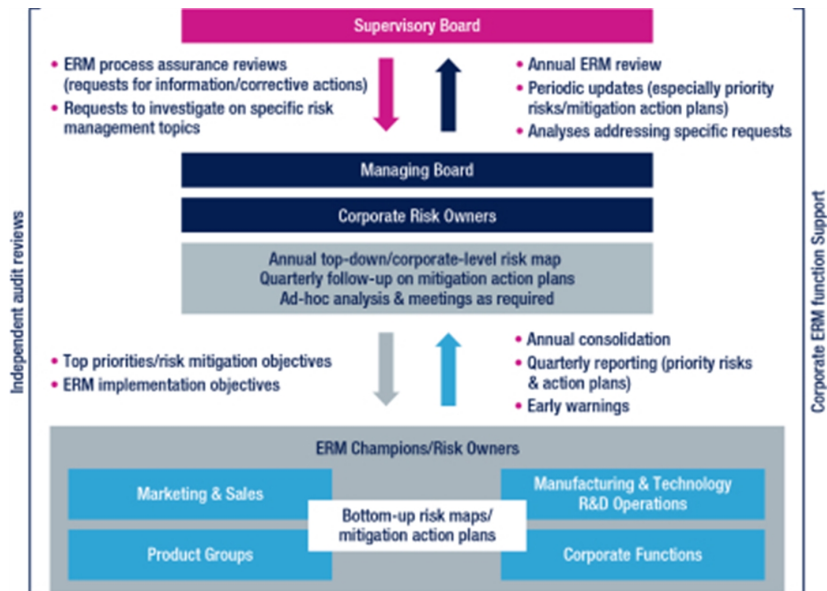 Supervisory Board
• ERM process assurance reviews
(requests for information/corrective actions)
• Requests to investigate on specific risk
management topics
• Annual ERM review
• Periodic updates (especially priority
risks/mitigation action plans)
• Analyses addressing specific requests
Managing Board
Corporate Risk Owners
Annual top-down/corporate-level risk map
Quarterly follow-up on mitigation action plans
Ad-hoc analysis & meetings as required
Independent audit reviews
Corporate ERM function Support
• Top priorities/risk mitigation objectives
• ERM implementation objectives
• Annual consolidation
• Quarterly reporting (priority risks
& action plans)
• Early warnings
ERM Champions/Risk Owners
Marketing & Sales
Manufacturing & Technology
R&D Operations
Bottom-up risk maps/
mitigation action plans
Product Groups
Corporate Functions